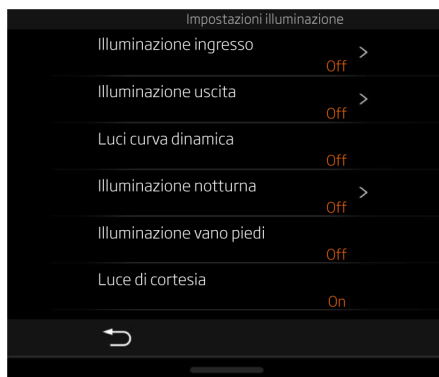 Impostazioni illuminazione
Illuminazione ingresso
Off
Illuminazione uscita
Off
Luci curva dinamica
Off
Illuminazione notturna
Off
Illuminazione vano piedi
Off
Luce di cortesia
On